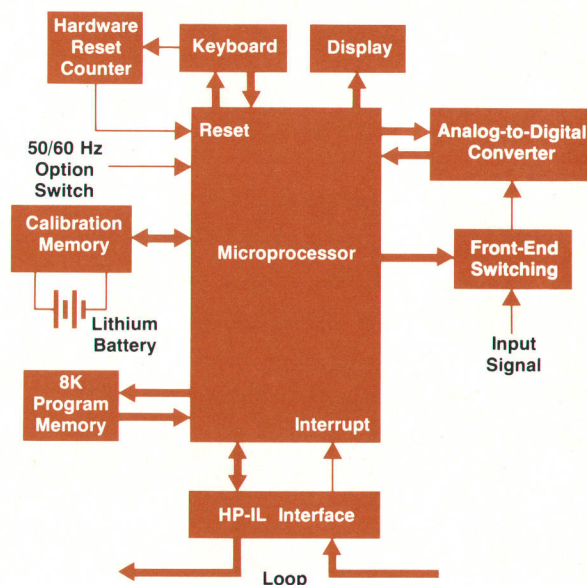 Hardware
Reset
Counter
Keyboard
Display
Reset
Analog-to-Digital
Converter
50/60 Hz
Option
Switch
Calibration
Memory
Microprocessor
Front-End
Switching
Lithium
Battery
Input
Signal
8K
Program
Memory
Interrupt
HP-IL Interface
Loop